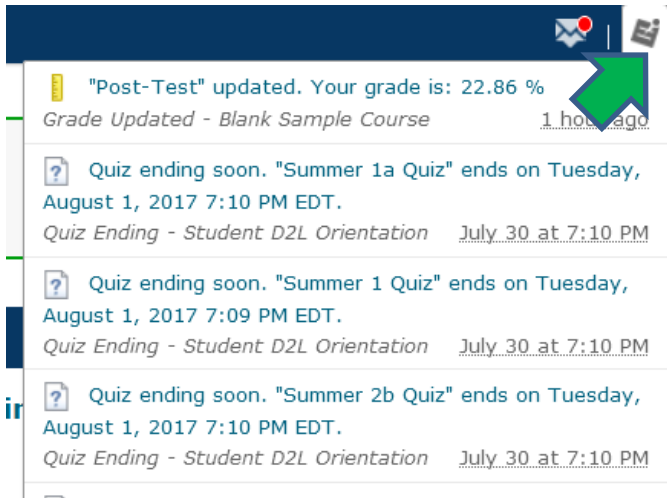 "Post-Test" updated. Your grade is: 22.86 %
Grade Updated - Blank Sample Course 1 hour ago
Quiz ending soon. "Summer 1a Quiz" ends on Tuesday,
August 1, 2017 7:10 PM EDT.
Quiz Ending - Student D2L Orientation July 30 at 7:10 PM
Quiz ending soon. "Summer 1 Quiz" ends on Tuesday,
August 1, 2017 7:09 PM EDT.
Quiz Ending - Student D2L Orientation July 30 at 7:10 PM
Quiz ending soon. "Summer 2b Quiz" ends on Tuesday,
August 1, 2017 7:10 PM EDT.
Quiz Ending - Student D2L Orientation July 30 at 7:10 PM